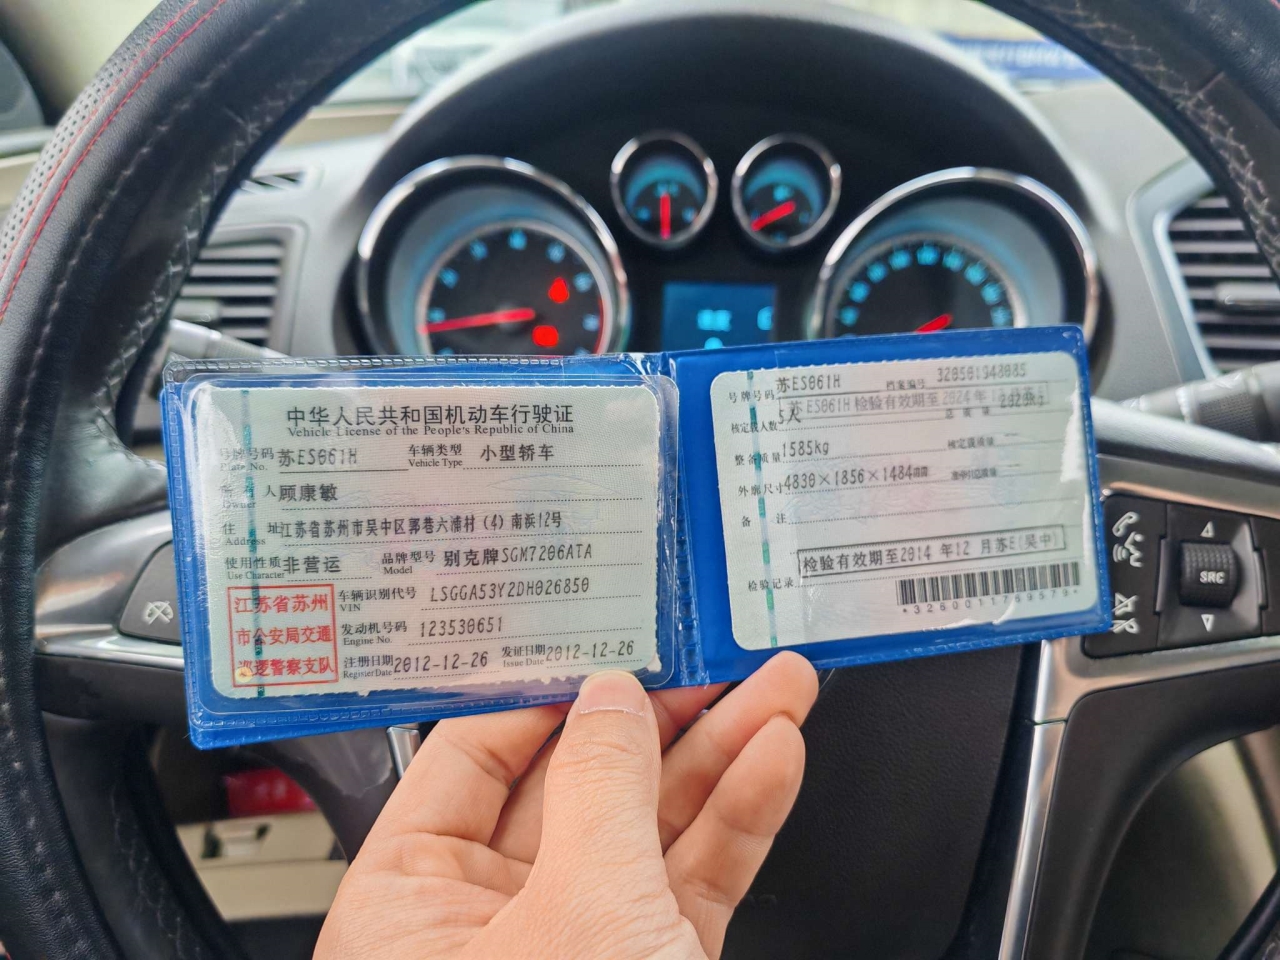 中华人民共和国机动车行驶证
Vehicle License of the People's Republic of China
号牌号码 苏ES061H 车辆类型 小型轿车
Plate No. Vehicle Type
人 顾康敏
Owner
住 址 江苏省苏州市吴中区郭巷六浦村(4)南浜12号
使用性质 非营运 品牌型号 别克牌SGM7206ATA
Use Character Model
江苏省苏州
市公安局交通
巡逻警察支队
车辆识别代号 LSGGA53Y2DH026850
VIN
发动机号码 123530651
Engine No.
注册日期 2012-12-26 发证日期 2012-12-26
Register Date Issue Date
号牌号码 苏ES061H 档案编号 320501948085
苏ES061H检验有效期至2024年
核定载人数 5人 总质量
整备质量 1585kg 核定载质量 --
外廓尺寸 4830×1856×1484mm
备 注
检验有效期至2014 年12 月苏E(吴中)
检验记录
*3260011769579*
SRC